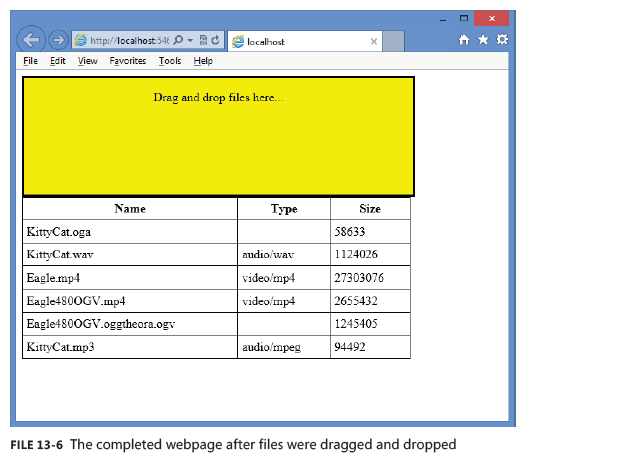 http://localhost:546
localhost
File Edit View Favorites Tools Help
Drag and drop files here...
Name Type Size
KittyCat.oga 58633
KittyCat.wav audio/wav 1124026
Eagle.mp4 video/mp4 27303076
Eagle480OGV.mp4 video/mp4 2655432
Eagle480OGV.oggtheora.ogv 1245405
KittyCat.mp3 audio/mpeg 94492
FILE 13-6 The completed webpage after files were dragged and dropped